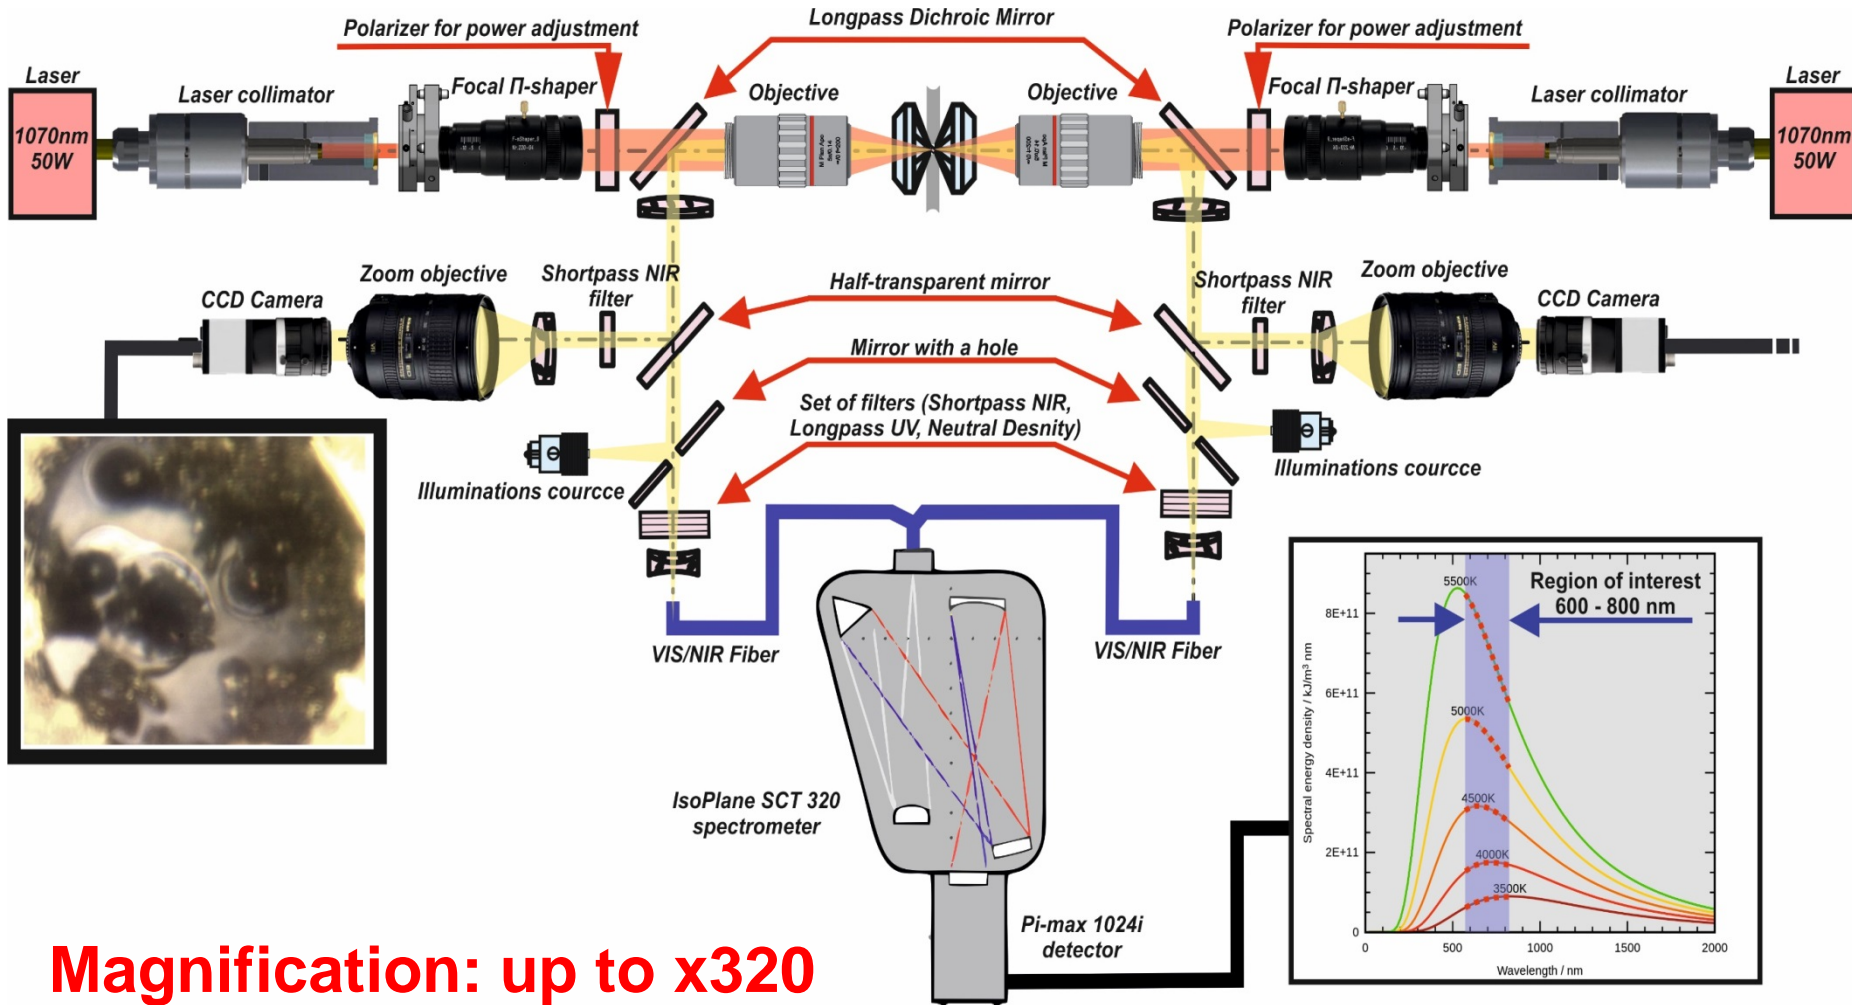 Longpass Dichroic Mirror
Polarizer for power adjustment
Polarizer for power adjustment
Laser
Laser collimator
Focal Π-shaper
Objective
Objective
Focal Π-shaper
Laser collimator
Laser
1070nm
50W
1070nm
50W
Zoom objective
Shortpass NIR
filter
CCD Camera
Half-transparent mirror
Shortpass NIR
filter
Zoom objective
CCD Camera
Mirror with a hole
Set of filters (Shortpass NIR,
Longpass UV, Neutral Desnity)
Illuminations courcce
Illuminations courcce
VIS/NIR Fiber
VIS/NIR Fiber
IsoPlane SCT 320
spectrometer
Pi-max 1024i
detector
Region of interest
600 - 800 nm
5500K
5000K
4500K
4000K
3500K
8E+11
6E+11
4E+11
2E+11
0
0 500 1000 1500 2000
Spectral energy density / kJ/m³ nm
Wavelength / nm
Magnification: up to x320